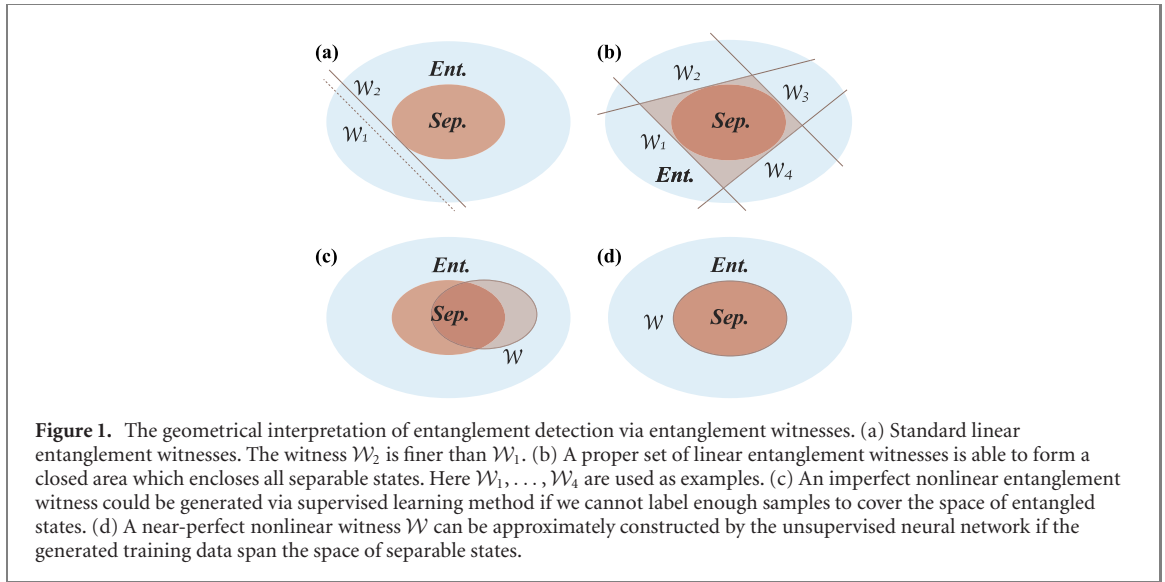 (a)
Ent.
Sep.
𝒲₂
𝒲₁
(b)
𝒲₂
𝒲₃
Sep.
𝒲₁
𝒲₄
Ent.
(c)
Ent.
Sep.
𝒲
(d)
Ent.
𝒲
Sep.
Figure 1. The geometrical interpretation of entanglement detection via entanglement witnesses. (a) Standard linear
entanglement witnesses. The witness 𝒲₂ is finer than 𝒲₁. (b) A proper set of linear entanglement witnesses is able to form a
closed area which encloses all separable states. Here 𝒲₁, . . . , 𝒲₄ are used as examples. (c) An imperfect nonlinear entanglement
witness could be generated via supervised learning method if we cannot label enough samples to cover the space of entangled
states. (d) A near-perfect nonlinear witness 𝒲 can be approximately constructed by the unsupervised neural network if the
generated training data span the space of separable states.